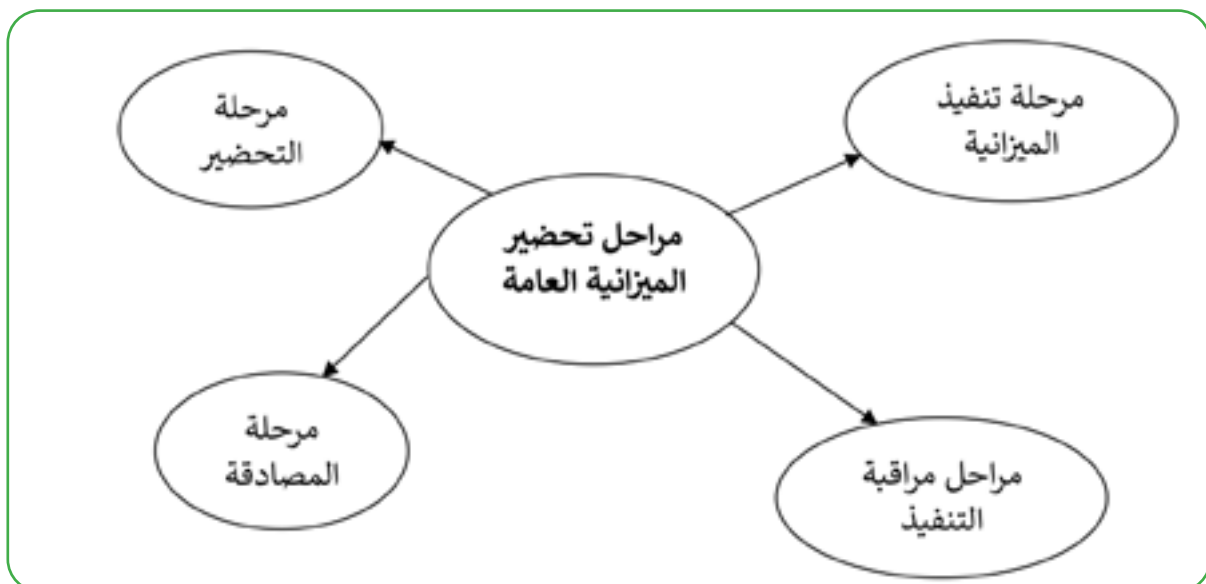 مرحلة تنفيذ
الميزانية
مرحلة
التحضير
مراحل تحضير
الميزانية العامة
مرحلة
المصادقة
مراحل مراقبة
التنفيذ